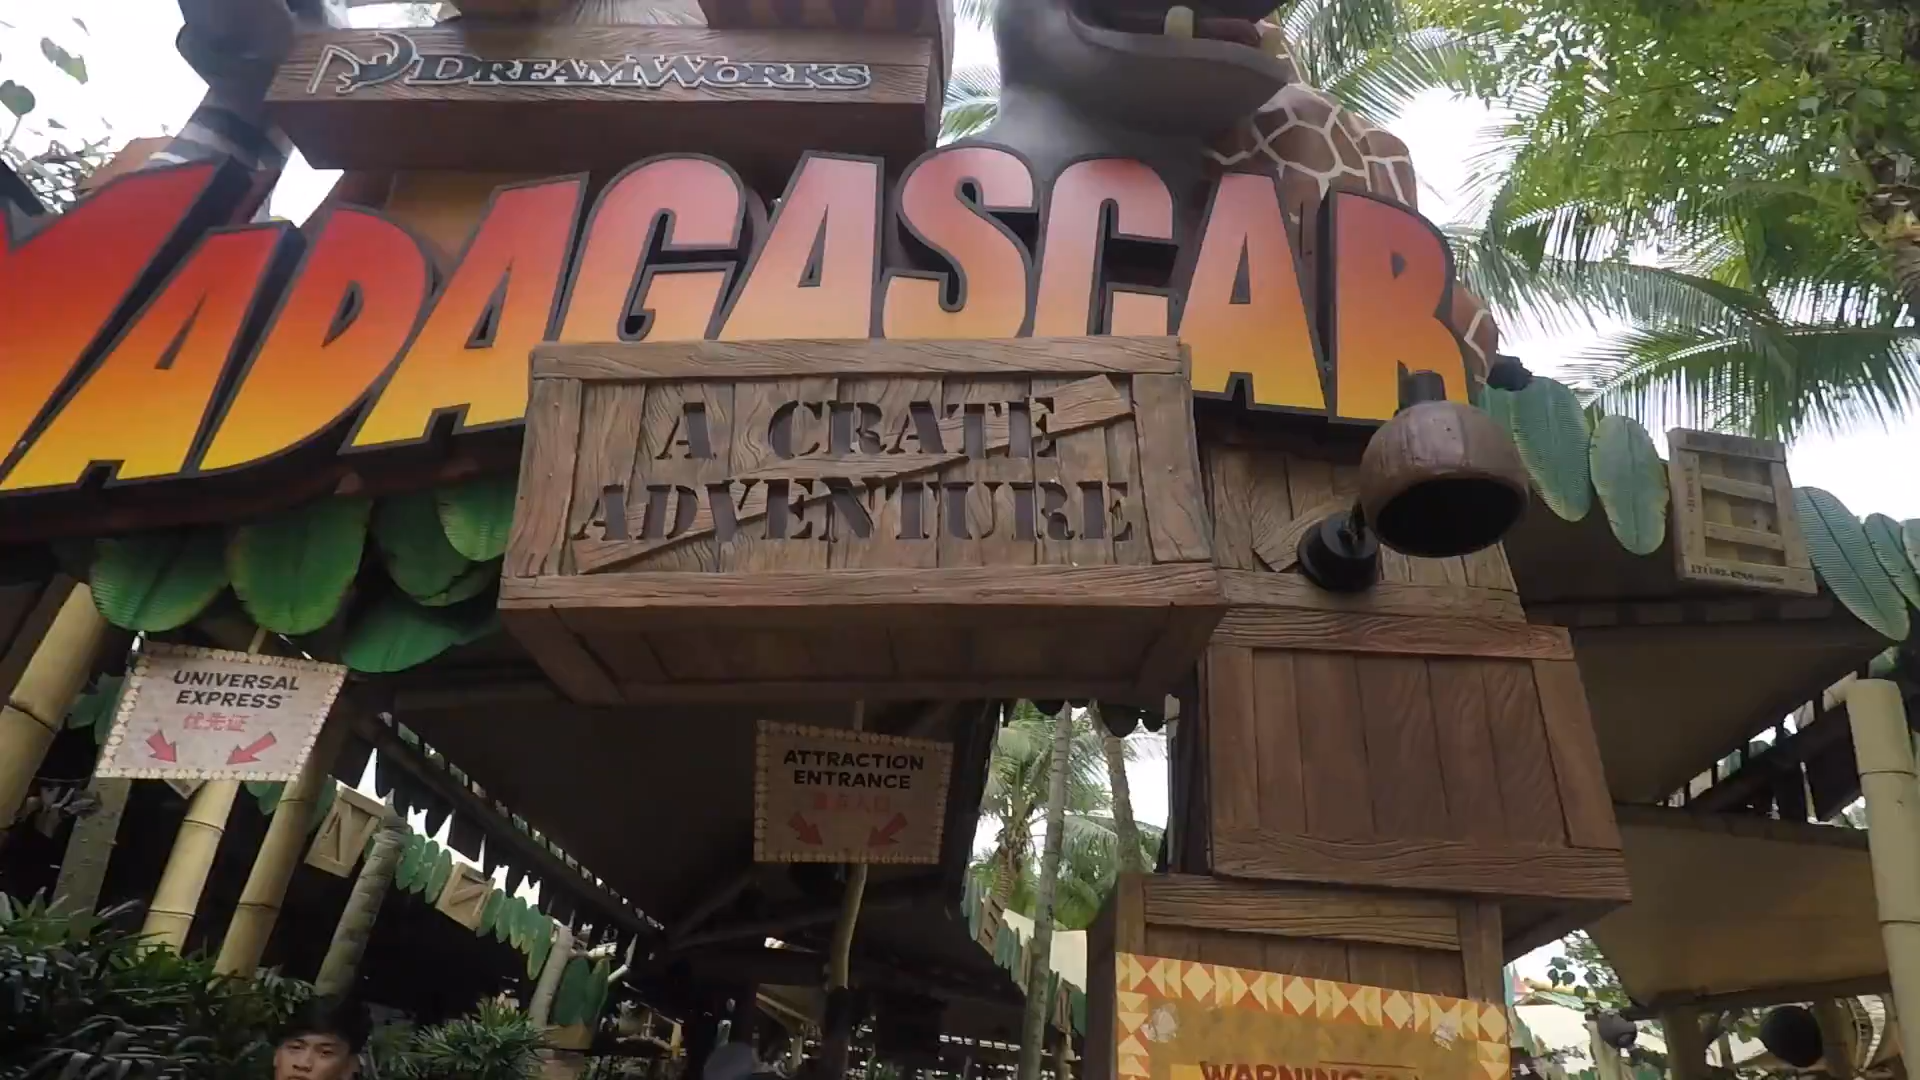 DREAMWORKS
MADAGASCAR
A CRATE
ADVENTURE
UNIVERSAL
EXPRESS
优先证
ATTRACTION
ENTRANCE
WARNING